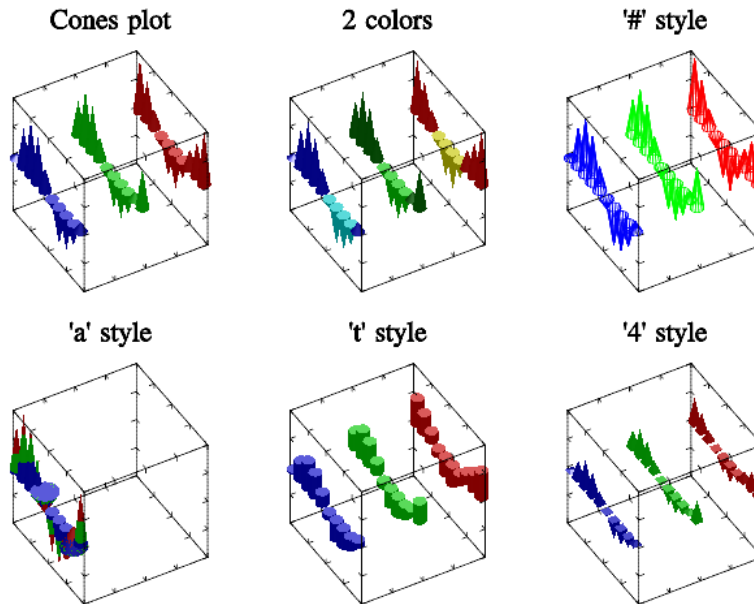 Cones plot
2 colors
'#' style
'a' style
't' style
'4' style